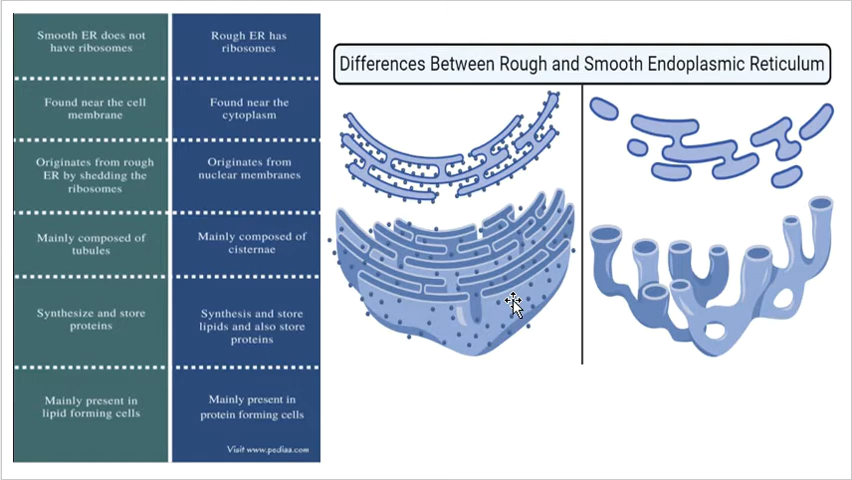 Smooth ER does not
have ribosomes
Rough ER has
ribosomes
Found near the cell
membrane
Found near the
cytoplasm
Originates from rough
ER by shedding the
ribosomes
Originates from
nuclear membranes
Mainly composed of
tubules
Mainly composed of
cisternae
Synthesize and store
proteins
Synthesis and store
lipids and also store
proteins
Mainly present in
lipid forming cells
Mainly present in
protein forming cells
Visit www.pediaa.com
Differences Between Rough and Smooth Endoplasmic Reticulum